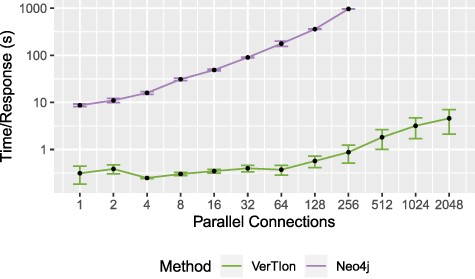 Time/Response (s)
1000
100
10
1
1 2 4 8 16 32 64 128 256 512 1024 2048
Parallel Connections
Method VerTIon Neo4j